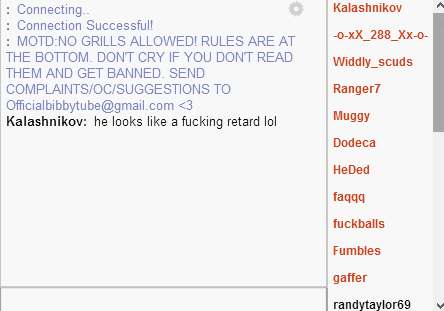 : Connecting..
: Connection Successful!
: MOTD:NO GRILLS ALLOWED! RULES ARE AT
THE BOTTOM. DON'T CRY IF YOU DON'T READ
THEM AND GET BANNED. SEND
COMPLAINTS/OC/SUGGESTIONS TO
Officialbibbytube@gmail.com <3
Kalashnikov: he looks like a fucking retard lol
Kalashnikov
-o-xX_288_Xx-o-
Widdly_scuds
Ranger7
Muggy
Dodeca
HeDed
faqqq
fuckballs
Fumbles
gaffer
randytaylor69